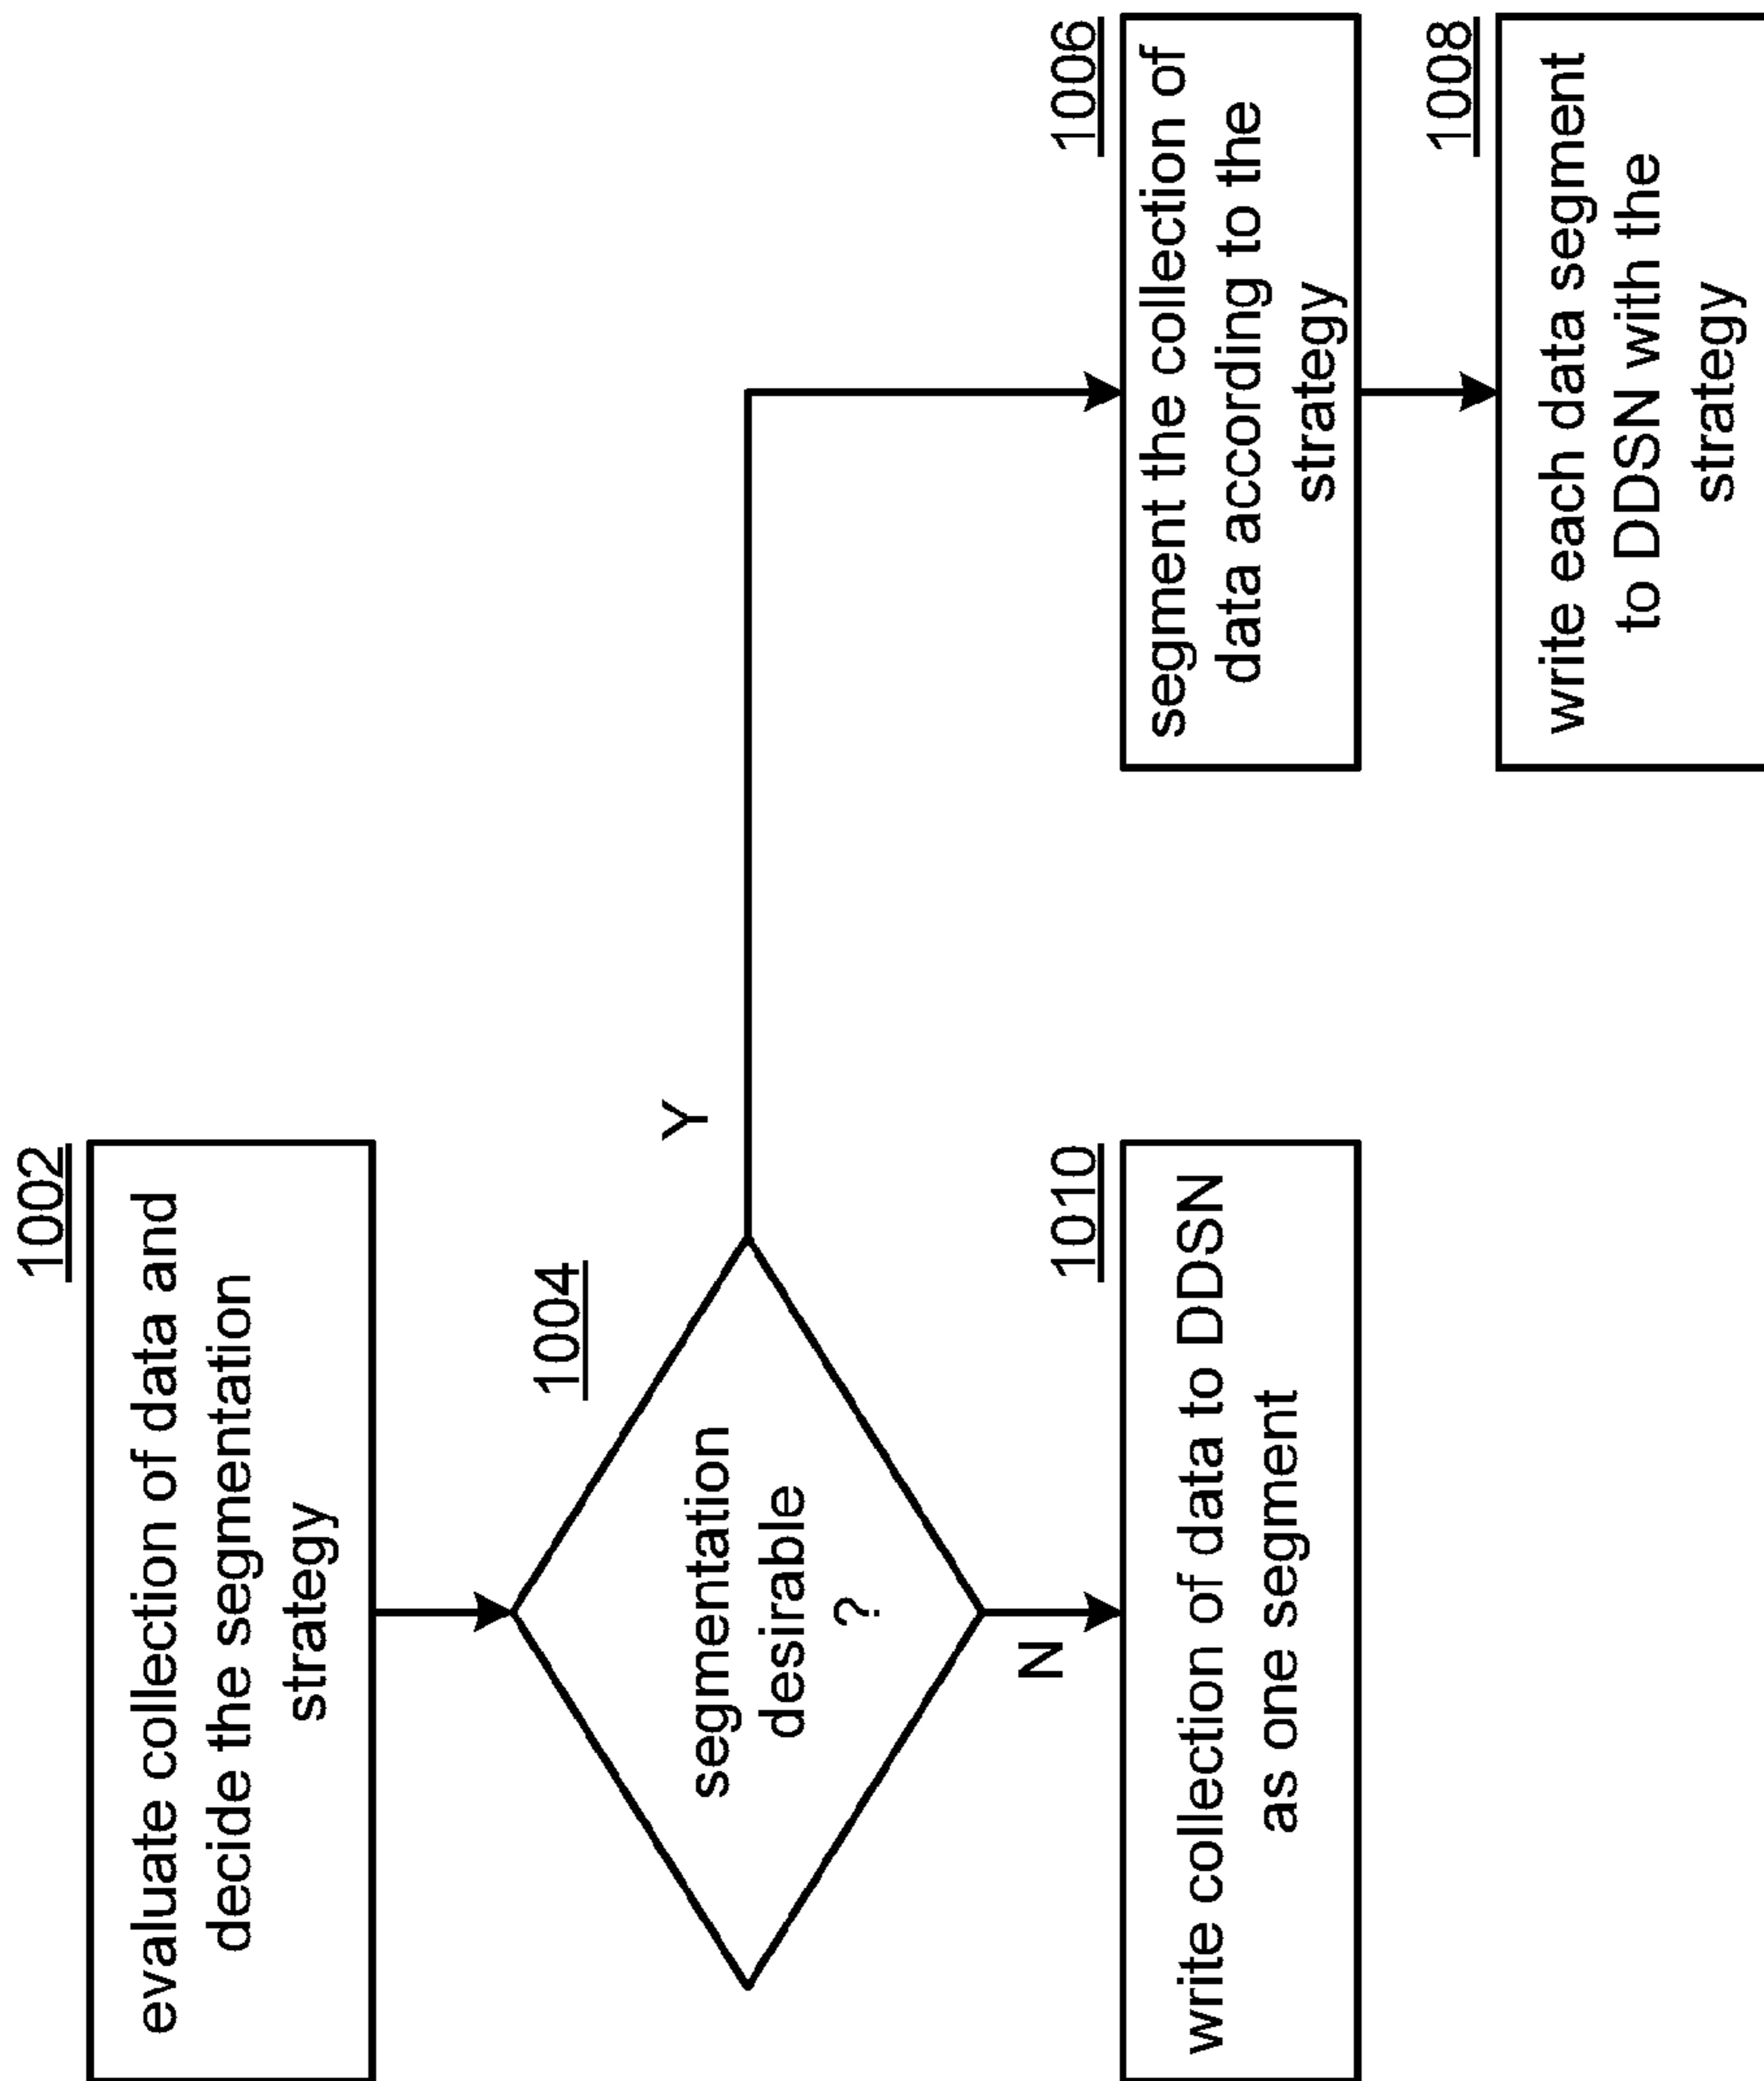 1002
evaluate collection of data and
decide the segmentation
strategy
1004
segmentation
desirable
?
Y
N
1006
segment the collection of
data according to the
strategy
1008
write each data segment
to DDSN with the
strategy
1010
write collection of data to DDSN
as one segment